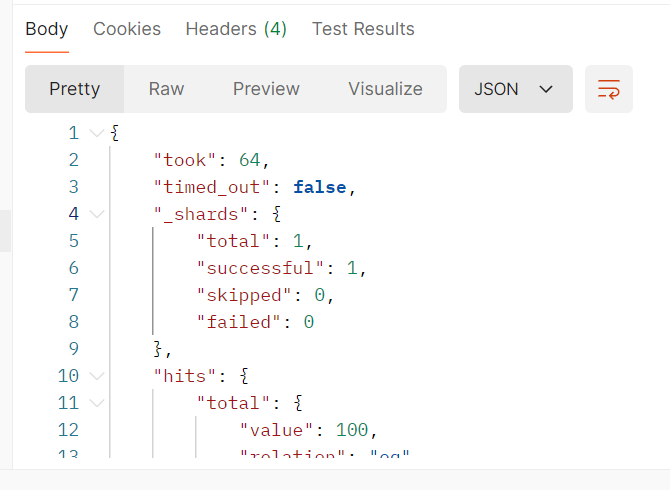 Body Cookies Headers (4) Test Results
Pretty Raw Preview Visualize JSON
1 {
2 "took": 64,
3 "timed_out": false,
4 "_shards": {
5 "total": 1,
6 "successful": 1,
7 "skipped": 0,
8 "failed": 0
9 },
10 "hits": {
11 "total": {
12 "value": 100,
13 "relation": "eq"